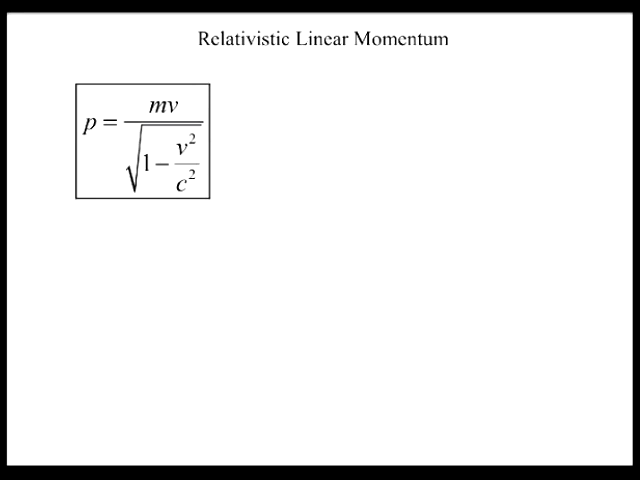 Relativistic Linear Momentum
p = mv / √(1 − v²/c²)